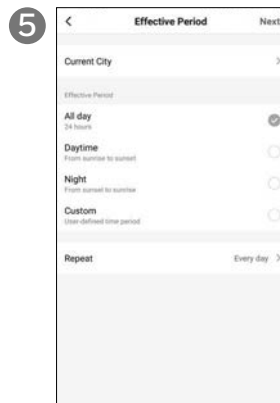 5
Effective Period Next
Current City
Effective Period
All day
24 hours
Daytime
From sunrise to sunset
Night
From sunset to sunrise
Custom
User-defined time period
Repeat Every day